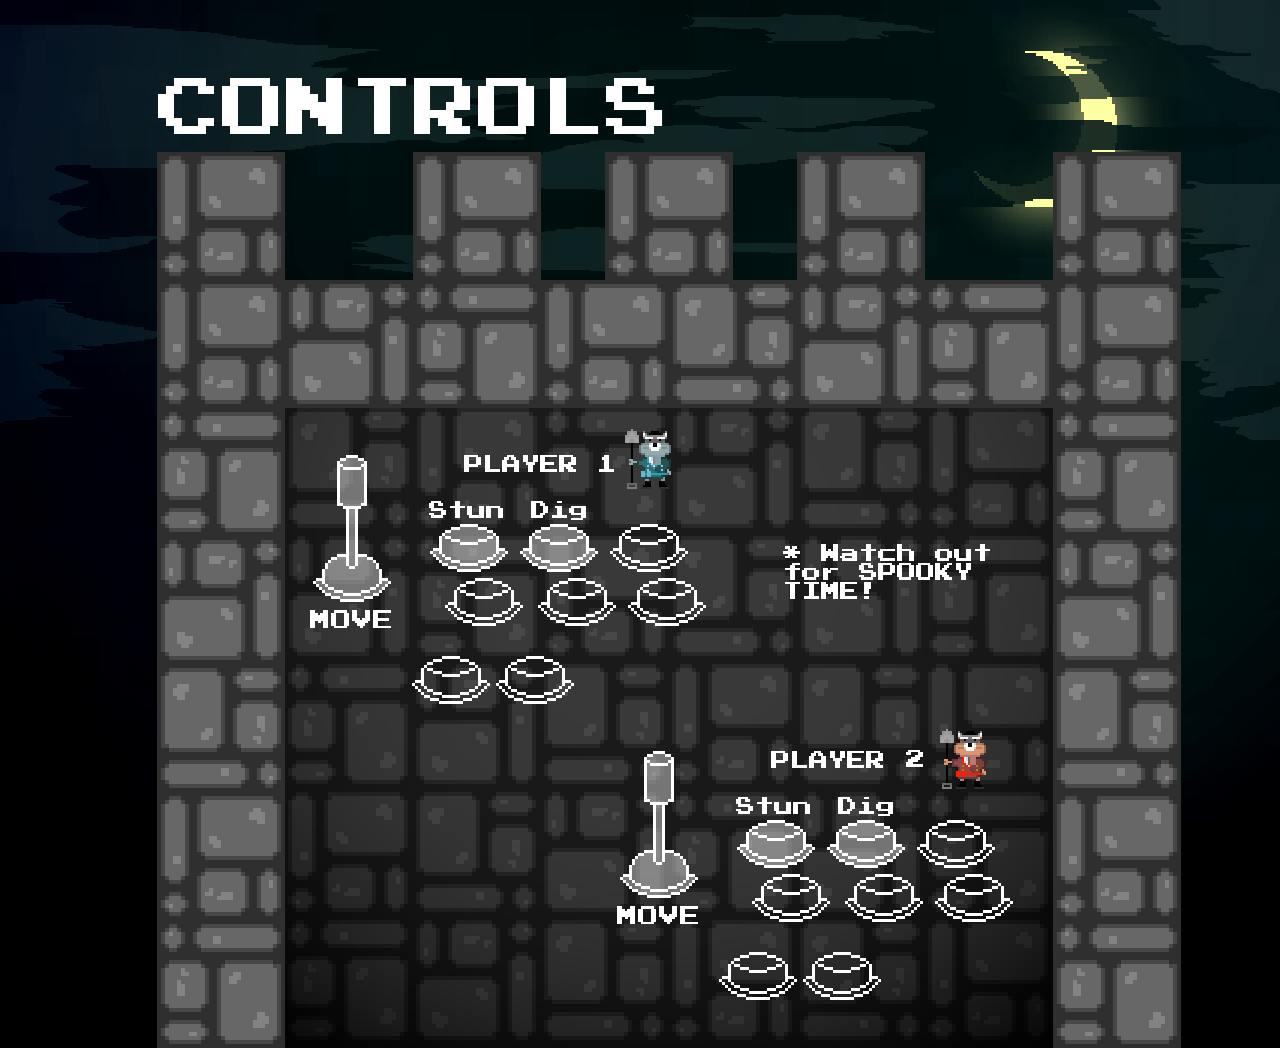 CONTROLS
PLAYER 1
Stun Dig
MOVE
* Watch out
for SPOOKY
TIME!
PLAYER 2
Stun Dig
MOVE